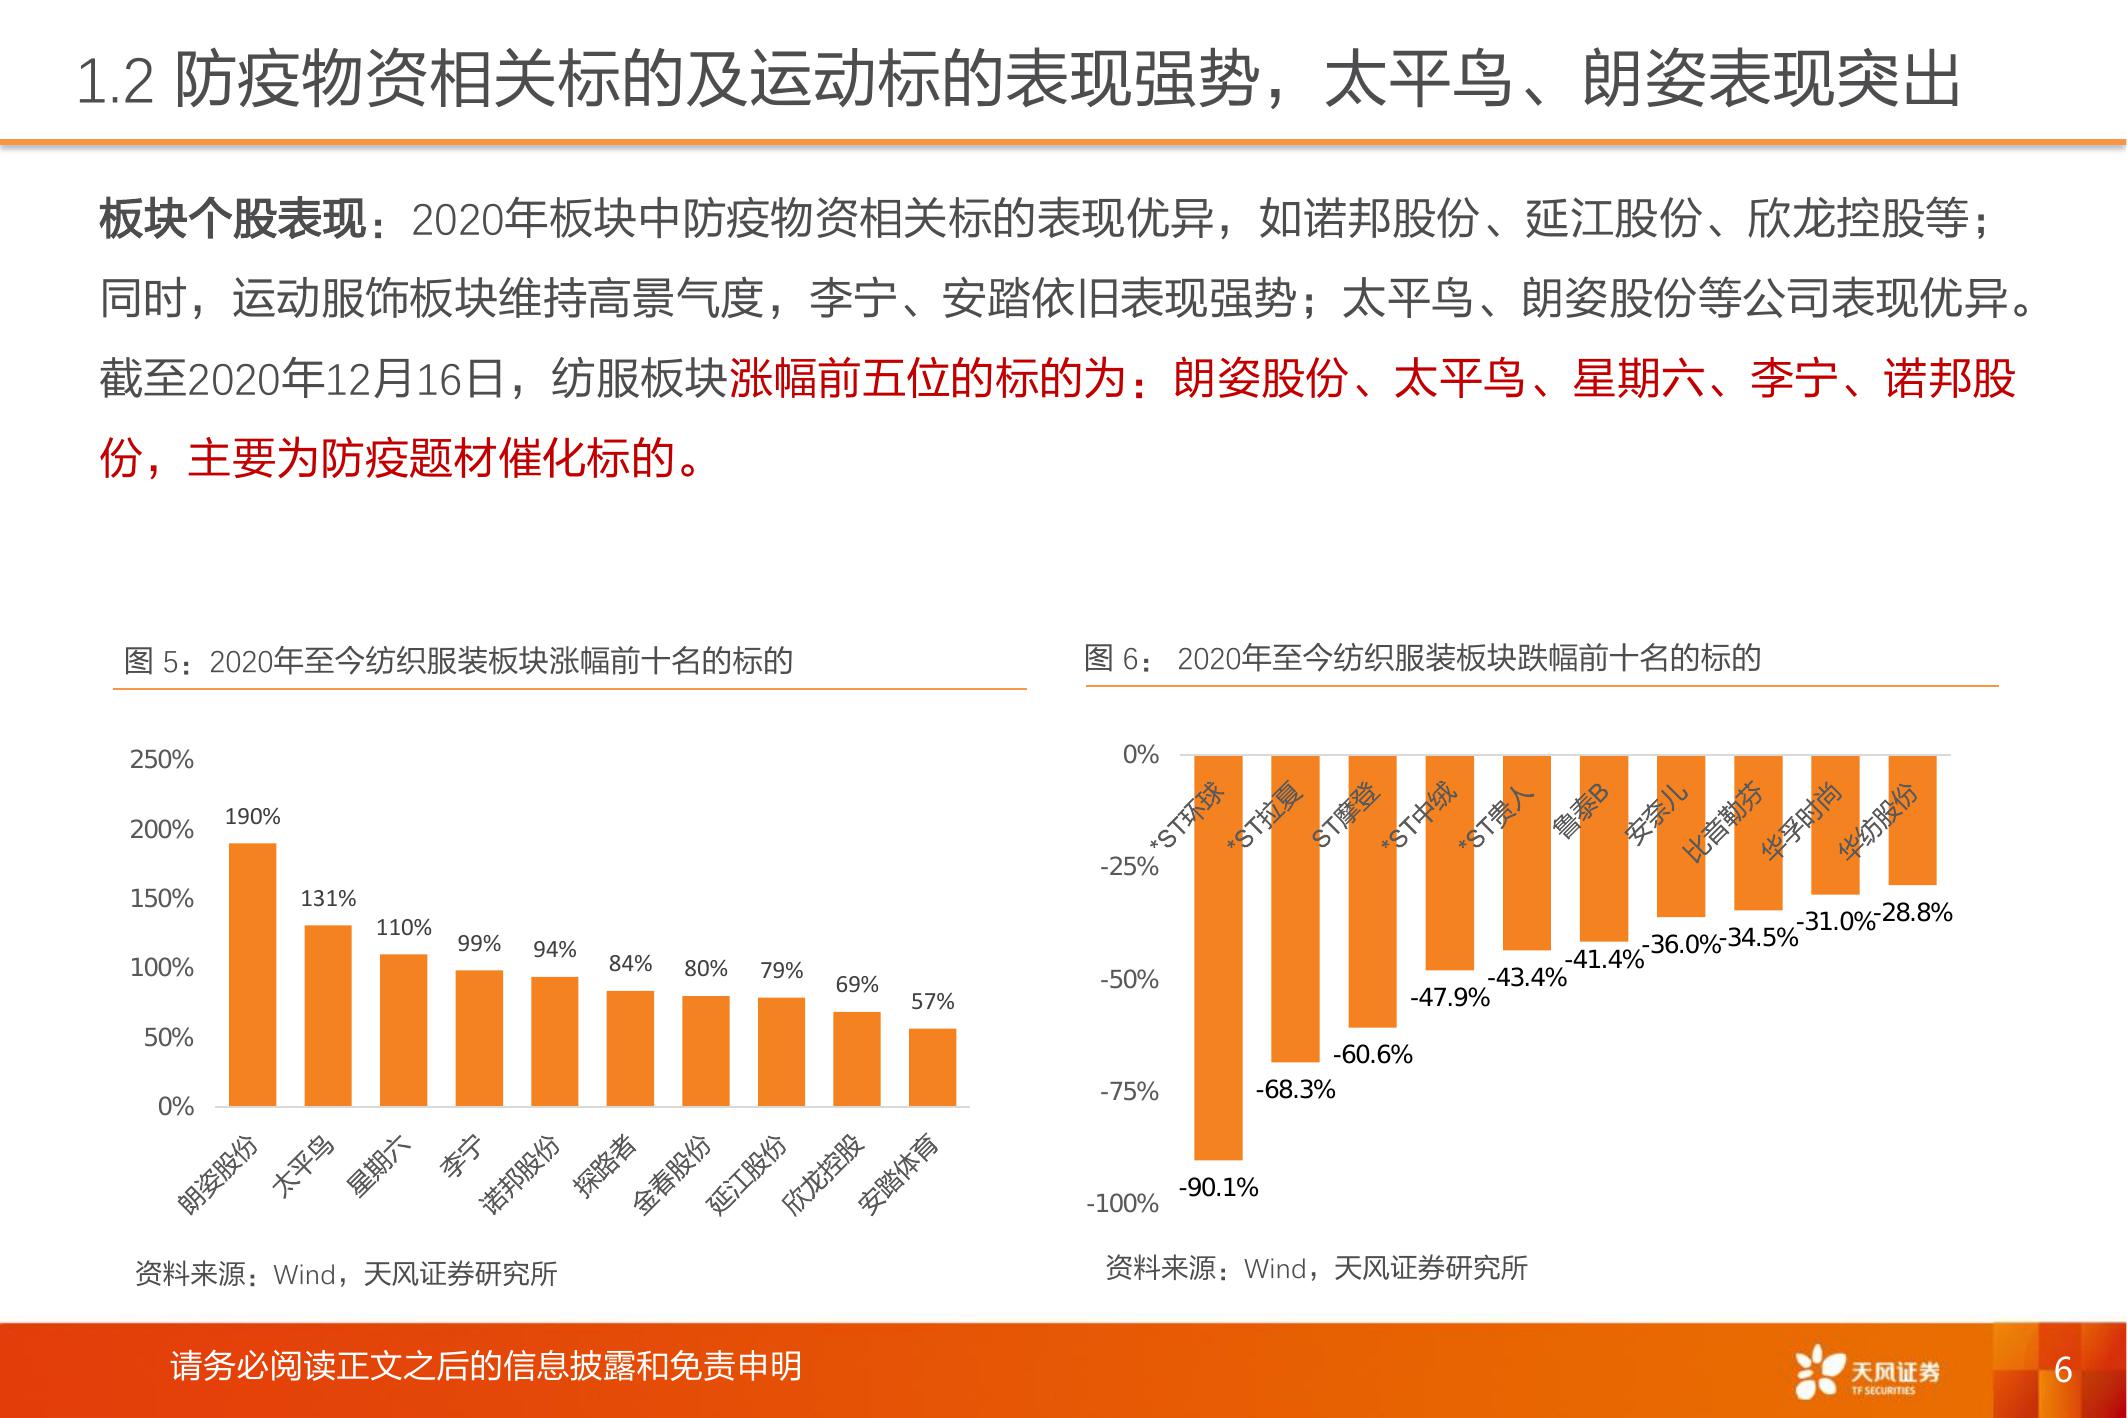 1.2 防疫物资相关标的及运动标的表现强势，太平鸟、朗姿表现突出
板块个股表现：2020年板块中防疫物资相关标的表现优异，如诺邦股份、延江股份、欣龙控股等；
同时，运动服饰板块维持高景气度，李宁、安踏依旧表现强势；太平鸟、朗姿股份等公司表现优异。
截至2020年12月16日，纺服板块涨幅前五位的标的为：朗姿股份、太平鸟、星期六、李宁、诺邦股
份，主要为防疫题材催化标的。
图 5：2020年至今纺织服装板块涨幅前十名的标的
250%
200%
150%
100%
50%
0%
190%
131%
110%
99%
94%
84%
80%
79%
69%
57%
朗姿股份
太平鸟
星期六
李宁
诺邦股份
探路者
金春股份
延江股份
欣龙控股
安踏体育
资料来源：Wind，天风证券研究所
图 6： 2020年至今纺织服装板块跌幅前十名的标的
0%
-25%
-50%
-75%
-100%
*ST环球
*ST拉夏
ST摩登
*ST中绒
*ST贵人
鲁泰B
安奈儿
比音勒芬
华孚时尚
华纺股份
-90.1%
-68.3%
-60.6%
-47.9%
-43.4%
-41.4%
-36.0%
-34.5%
-31.0%
-28.8%
资料来源：Wind，天风证券研究所
请务必阅读正文之后的信息披露和免责申明
天风证券
TF SECURITIES
6